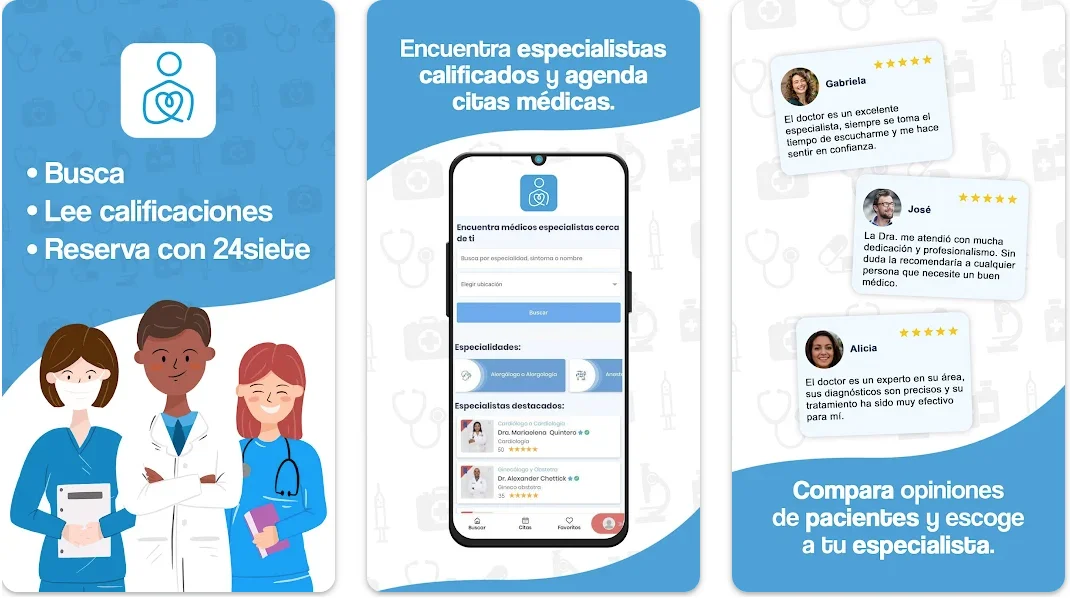 • Busca
• Lee calificaciones
• Reserva con 24siete
Encuentra especialistas
calificados y agenda
citas médicas.
Encuentra médicos especialistas cerca
de ti
Busca por especialidad, síntoma o nombre
Elegir ubicación
Buscar
Especialidades:
Alergólogo o Alergología
Anest
Especialistas destacados:
Cardiólogo o Cardiología
Dra. Mariaelena Quintero
Cardiología
50
Ginecólogo y Obstetra
Dr. Alexander Chottick
Gineco obstetra
35
Buscar
Citas
Favoritos
Gabriela
El doctor es un excelente
especialista, siempre se toma el
tiempo de escucharme y me hace
sentir en confianza.
José
La Dra. me atendió con mucha
dedicación y profesionalismo. Sin
duda la recomendaría a cualquier
persona que necesite un buen
médico.
Alicia
El doctor es un experto en su área,
sus diagnósticos son precisos y su
tratamiento ha sido muy efectivo
para mí.
Compara opiniones
de pacientes y escoge
a tu especialista.